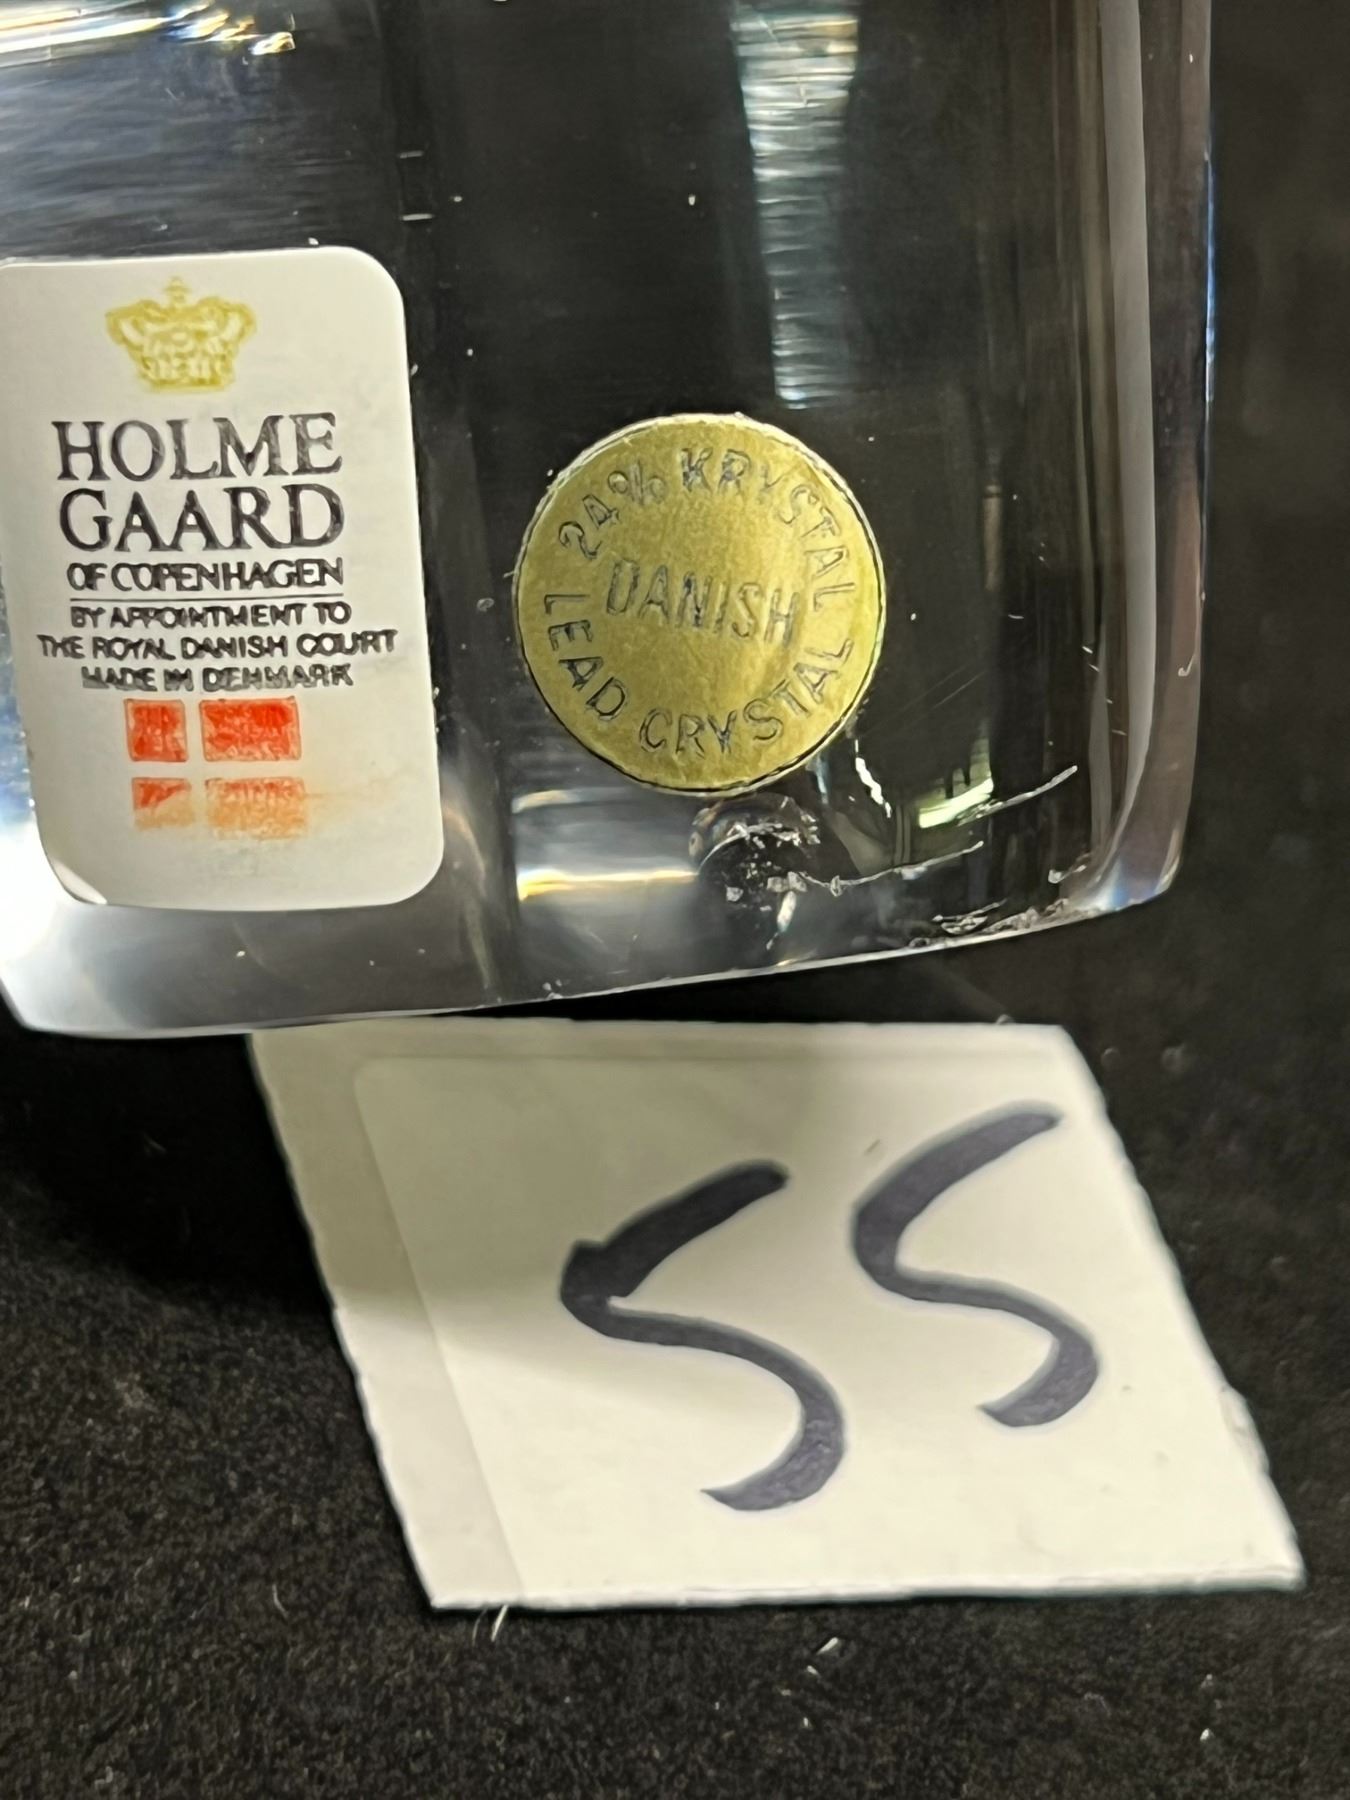 HOLME
GAARD
OF COPENHAGEN
BY APPOINTMENT TO
THE ROYAL DANISH COURT
MADE IN DENMARK
24% KRYSTAL
DANISH
LEAD CRYSTAL
55